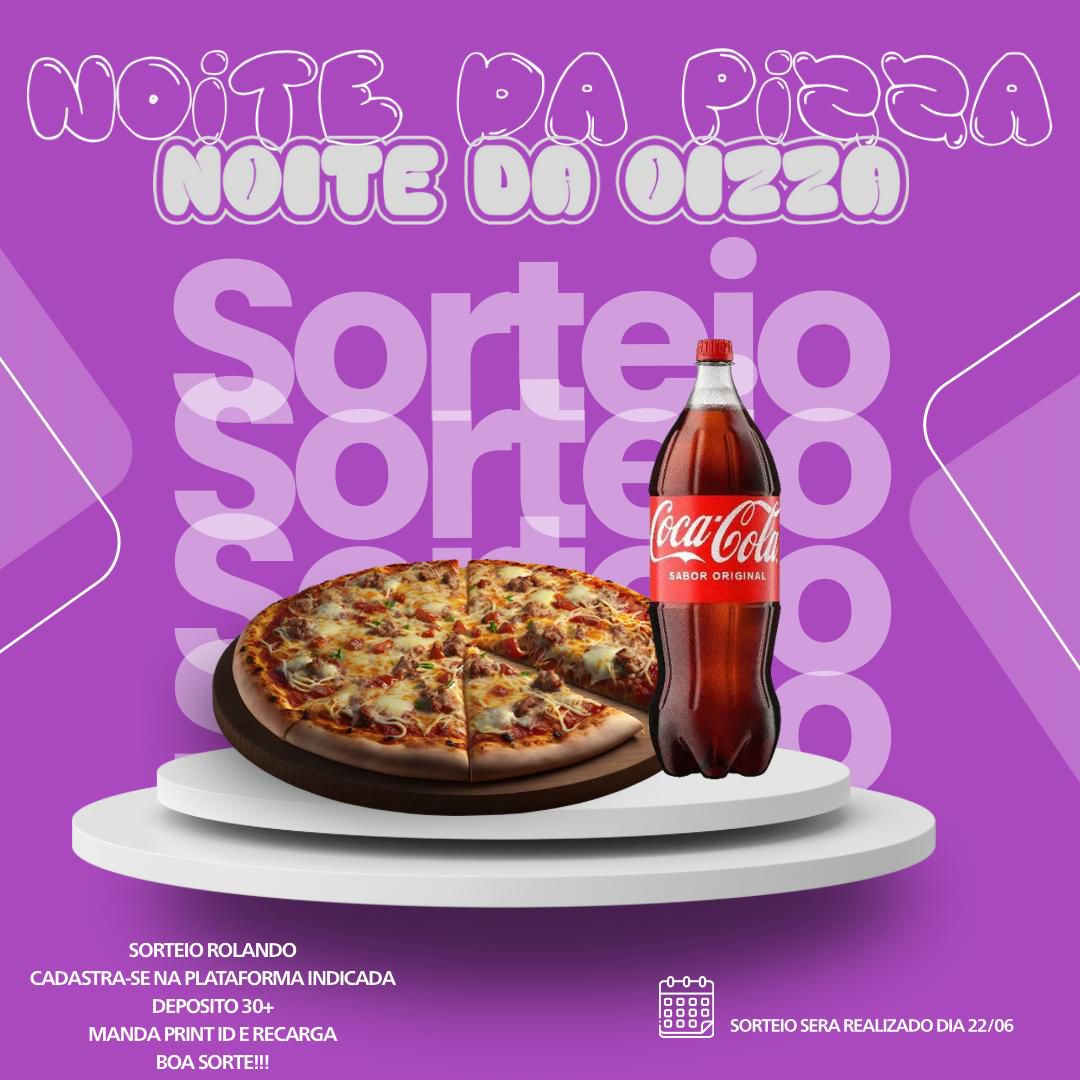 NOiTE DA PiZZA
NOITE DA OIZZA
Sorteio
Sorteio
Sorteio
Coca-Cola
SABOR ORIGINAL
SORTEIO ROLANDO
CADASTRA-SE NA PLATAFORMA INDICADA
DEPOSITO 30+
MANDA PRINT ID E RECARGA
BOA SORTE!!!
SORTEIO SERA REALIZADO DIA 22/06